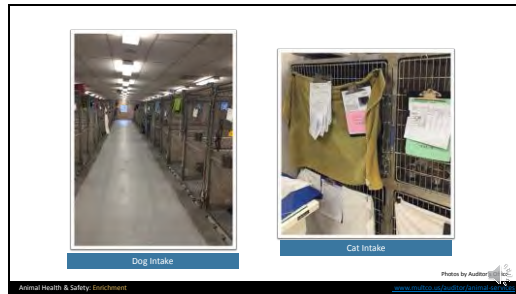 Dog Intake
Cat Intake
Photos by Auditor's Office
Animal Health & Safety: Enrichment
www.multco.us/auditor/animal-services